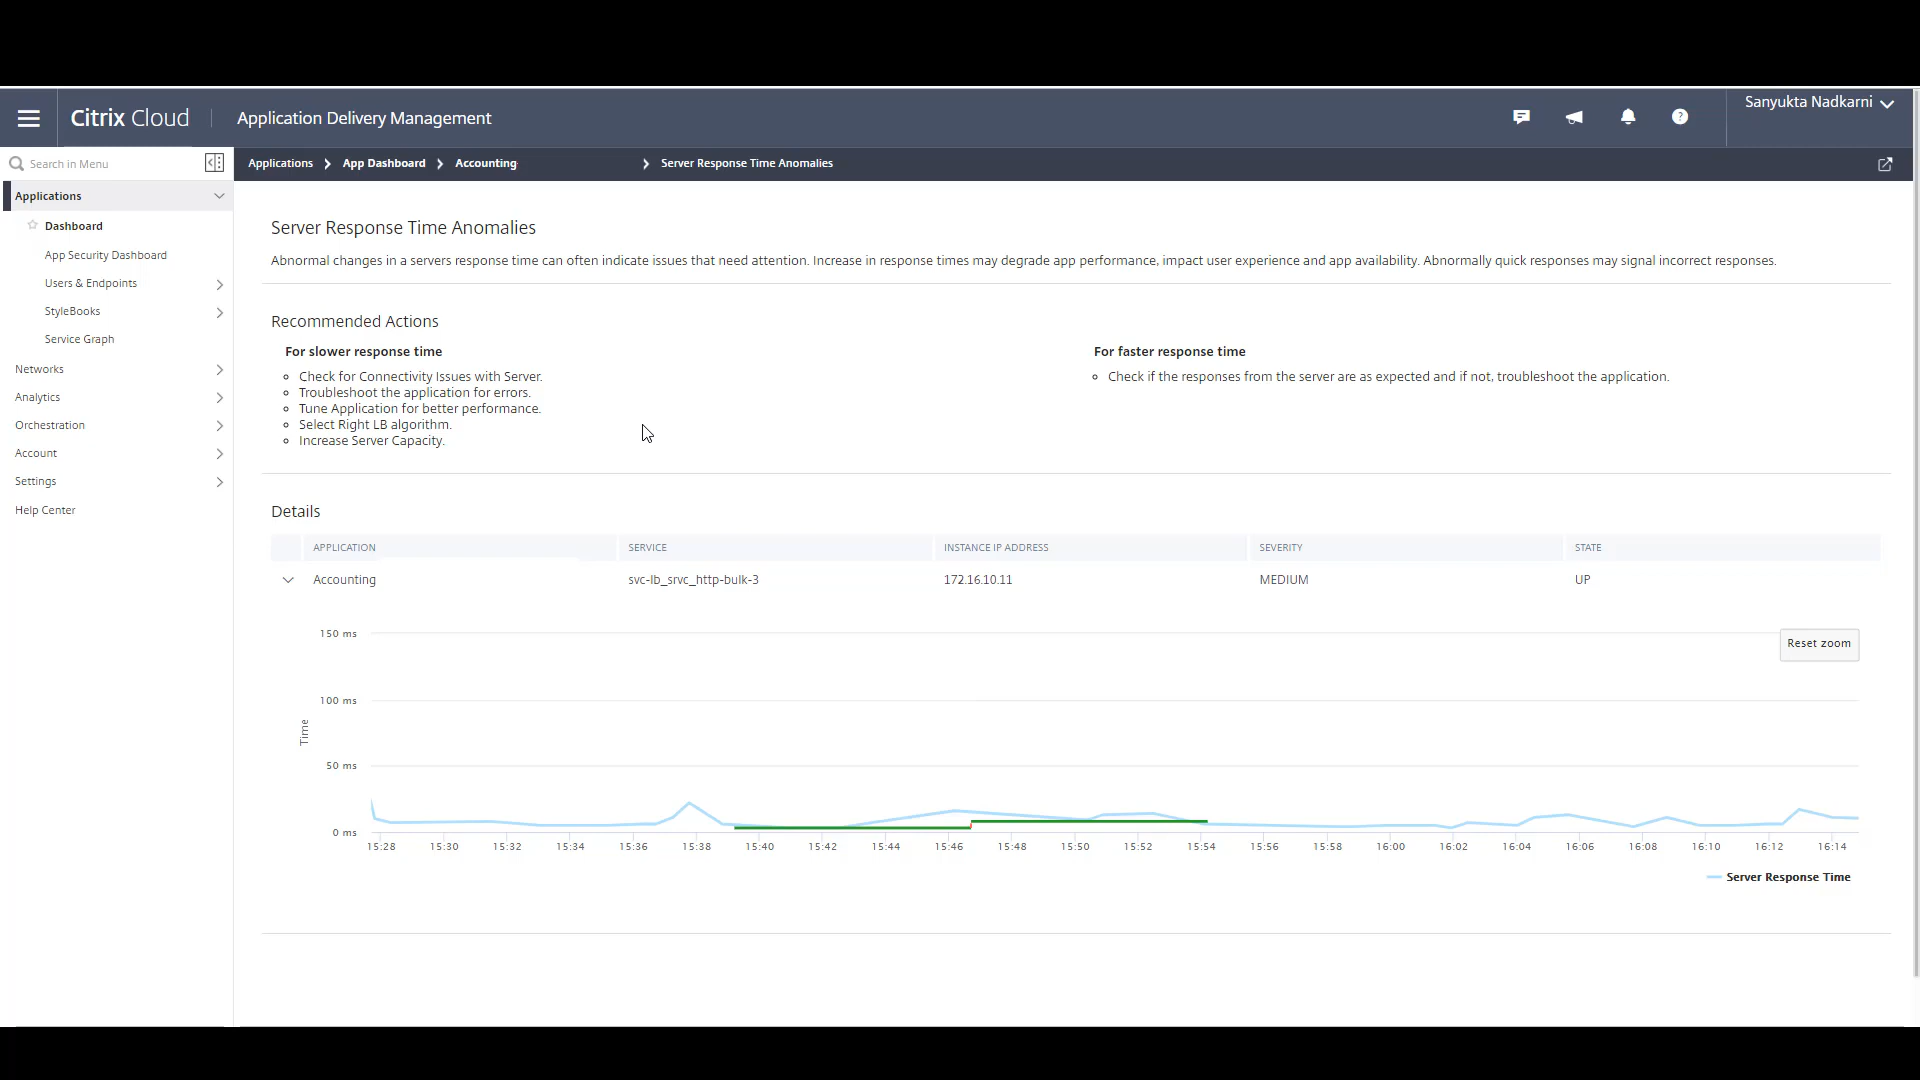 Citrix Cloud
Application Delivery Management
Sanyukta Nadkarni
Search in Menu
Applications
Dashboard
App Security Dashboard
Users & Endpoints
StyleBooks
Service Graph
Networks
Analytics
Orchestration
Account
Settings
Help Center
Applications App Dashboard Accounting Server Response Time Anomalies
Server Response Time Anomalies
Abnormal changes in a servers response time can often indicate issues that need attention. Increase in response times may degrade app performance, impact user experience and app availability. Abnormally quick responses may signal incorrect responses.
Recommended Actions
For slower response time
Check for Connectivity Issues with Server.
Troubleshoot the application for errors.
Tune Application for better performance.
Select Right LB algorithm.
Increase Server Capacity.
For faster response time
Check if the responses from the server are as expected and if not, troubleshoot the application.
Details
APPLICATION SERVICE INSTANCE IP ADDRESS SEVERITY STATE
Accounting svc-lb_srvc_http-bulk-3 172.16.10.11 MEDIUM UP
Reset zoom
Time
150 ms
100 ms
50 ms
0 ms
15:28 15:30 15:32 15:34 15:36 15:38 15:40 15:42 15:44 15:46 15:48 15:50 15:52 15:54 15:56 15:58 16:00 16:02 16:04 16:06 16:08 16:10 16:12 16:14
Server Response Time